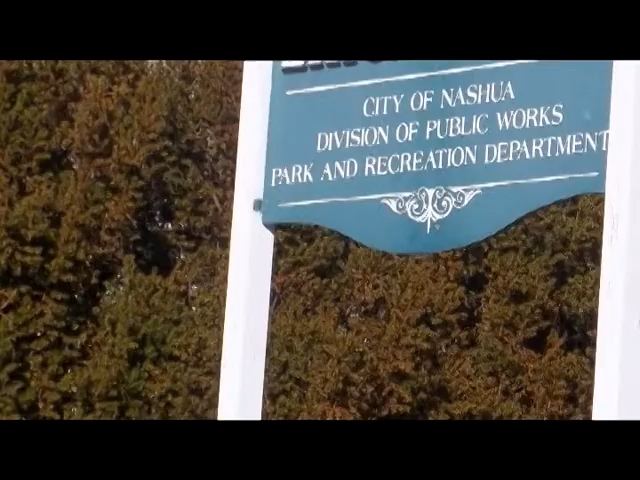 CITY OF NASHUA
DIVISION OF PUBLIC WORKS
PARK AND RECREATION DEPARTMENT